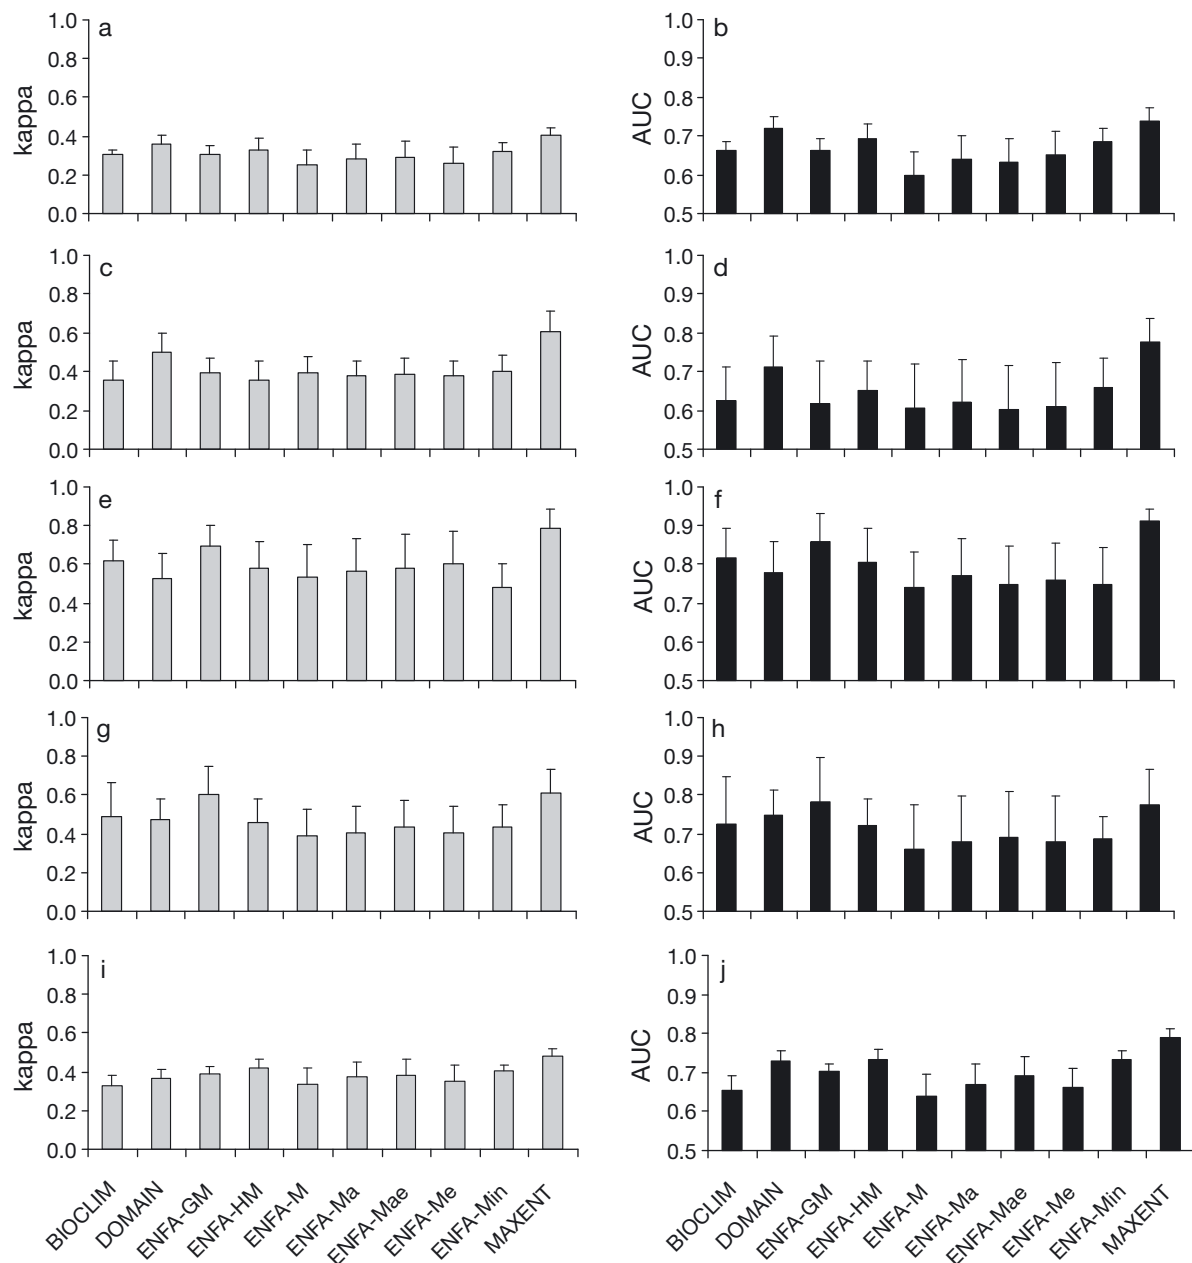 a
1.0
0.8
0.6
0.4
0.2
0.0
kappa
b
1.0
0.9
0.8
0.7
0.6
0.5
AUC
c
1.0
0.8
0.6
0.4
0.2
0.0
kappa
d
1.0
0.9
0.8
0.7
0.6
0.5
AUC
e
1.0
0.8
0.6
0.4
0.2
0.0
kappa
f
1.0
0.9
0.8
0.7
0.6
0.5
AUC
g
1.0
0.8
0.6
0.4
0.2
0.0
kappa
h
1.0
0.9
0.8
0.7
0.6
0.5
AUC
i
1.0
0.8
0.6
0.4
0.2
0.0
kappa
BIOCLIM
DOMAIN
ENFA-GM
ENFA-HM
ENFA-M
ENFA-Ma
ENFA-Mae
ENFA-Me
ENFA-Min
MAXENT
j
1.0
0.9
0.8
0.7
0.6
0.5
AUC
BIOCLIM
DOMAIN
ENFA-GM
ENFA-HM
ENFA-M
ENFA-Ma
ENFA-Mae
ENFA-Me
ENFA-Min
MAXENT